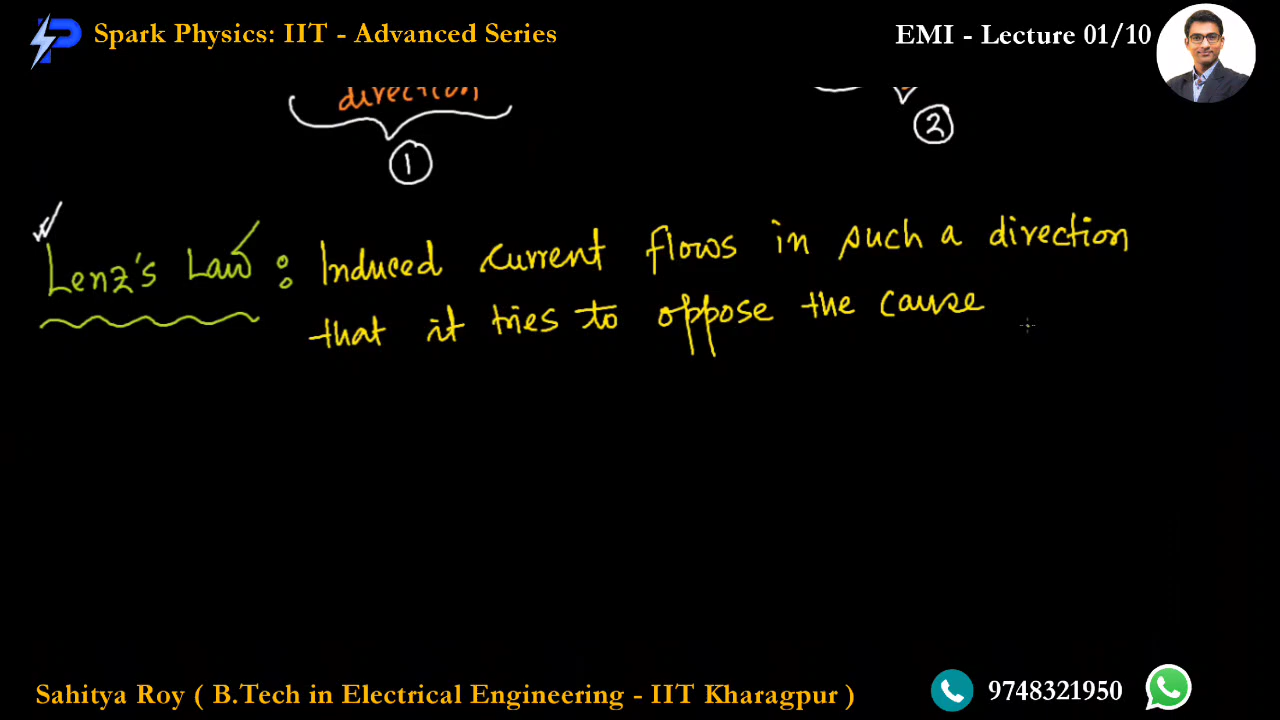 Spark Physics: IIT - Advanced Series
EMI - Lecture 01/10
direction
1
2
Lenz's Law : Induced current flows in such a direction
that it tries to oppose the cause
Sahitya Roy ( B.Tech in Electrical Engineering - IIT Kharagpur )
9748321950